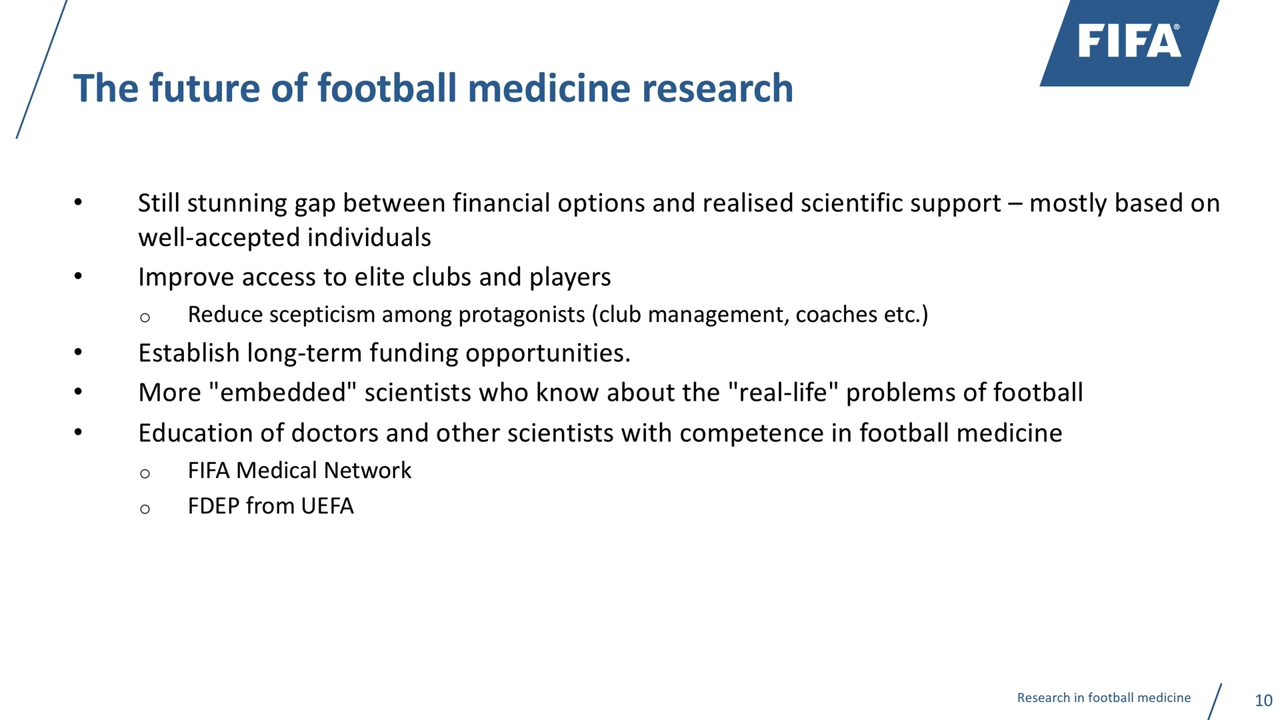 FIFA®
The future of football medicine research
• Still stunning gap between financial options and realised scientific support – mostly based on
well-accepted individuals
• Improve access to elite clubs and players
o Reduce scepticism among protagonists (club management, coaches etc.)
• Establish long-term funding opportunities.
• More "embedded" scientists who know about the "real-life" problems of football
• Education of doctors and other scientists with competence in football medicine
o FIFA Medical Network
o FDEP from UEFA
Research in football medicine
10